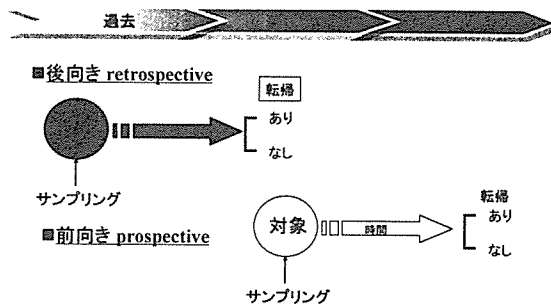 過去
■後向き retrospective
転帰
あり
なし
サンプリング
転帰
対象
時間
あり
なし
■前向き prospective
サンプリング